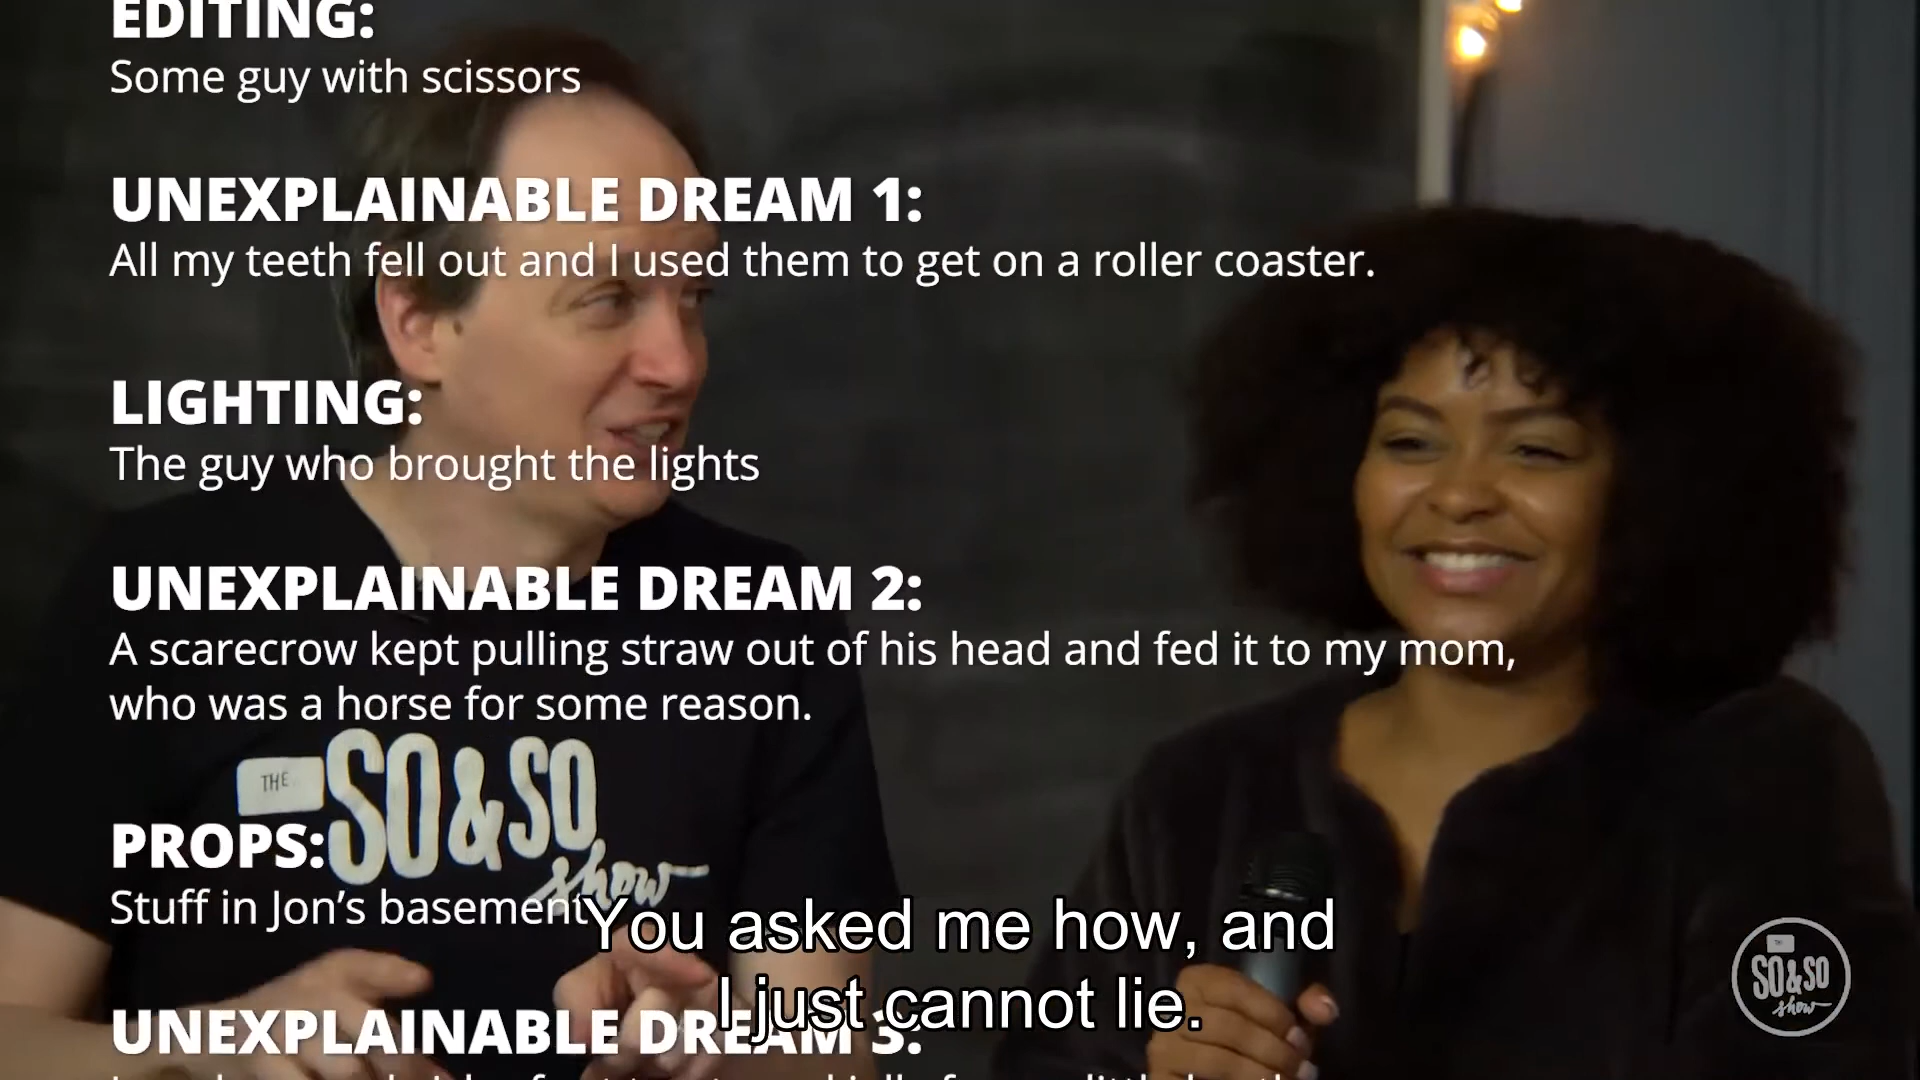 EDITING:
Some guy with scissors
UNEXPLAINABLE DREAM 1:
All my teeth fell out and I used them to get on a roller coaster.
LIGHTING:
The guy who brought the lights
UNEXPLAINABLE DREAM 2:
A scarecrow kept pulling straw out of his head and fed it to my mom,
who was a horse for some reason.
THE
SO&SO
show
PROPS:
Stuff in Jon's basement
You asked me how, and
I just cannot lie.
SO&SO
show
UNEXPLAINABLE DREAM 3: